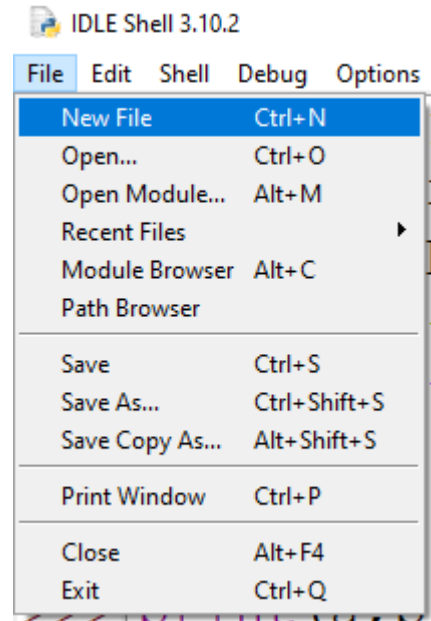 IDLE Shell 3.10.2
File Edit Shell Debug Options
New File Ctrl+N
Open... Ctrl+O
Open Module... Alt+M
Recent Files
Module Browser Alt+C
Path Browser
Save Ctrl+S
Save As... Ctrl+Shift+S
Save Copy As... Alt+Shift+S
Print Window Ctrl+P
Close Alt+F4
Exit Ctrl+Q